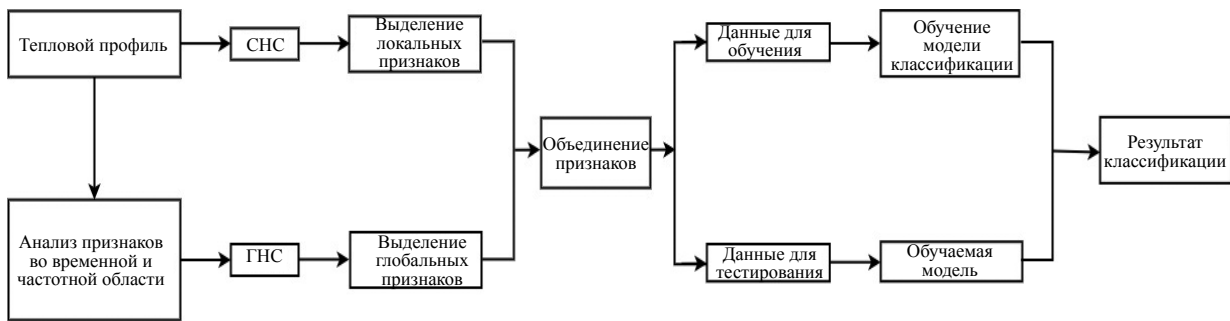 Тепловой профиль
СНС
Выделение
локальных
признаков
Данные для
обучения
Обучение
модели
классификации
Объединение
признаков
Результат
классификации
Анализ признаков
во временной и
частотной области
ГНС
Выделение
глобальных
признаков
Данные для
тестирования
Обучаемая
модель